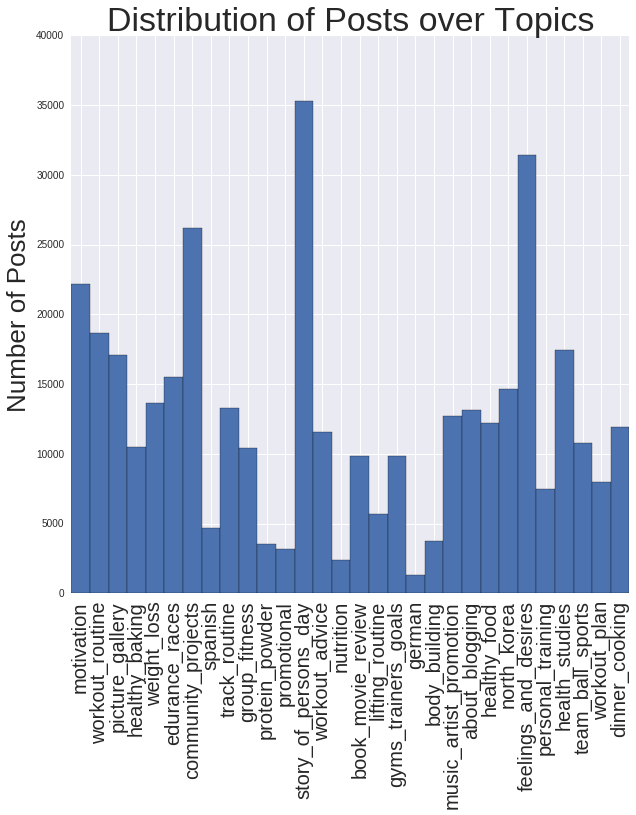 Distribution of Posts over Topics
Number of Posts
40000
35000
30000
25000
20000
15000
10000
5000
0
motivation
workout_routine
picture_gallery
healthy_baking
weight_loss
edurance_races
community_projects
spanish
track_routine
group_fitness
protein_powder
promotional
story_of_persons_day
workout_advice
nutrition
book_movie_review
lifting_routine
gyms_trainers_goals
german
body_building
music_artist_promotion
about_blogging
healthy_food
north_korea
feelings_and_desires
personal_training
health_studies
team_ball_sports
workout_plan
dinner_cooking